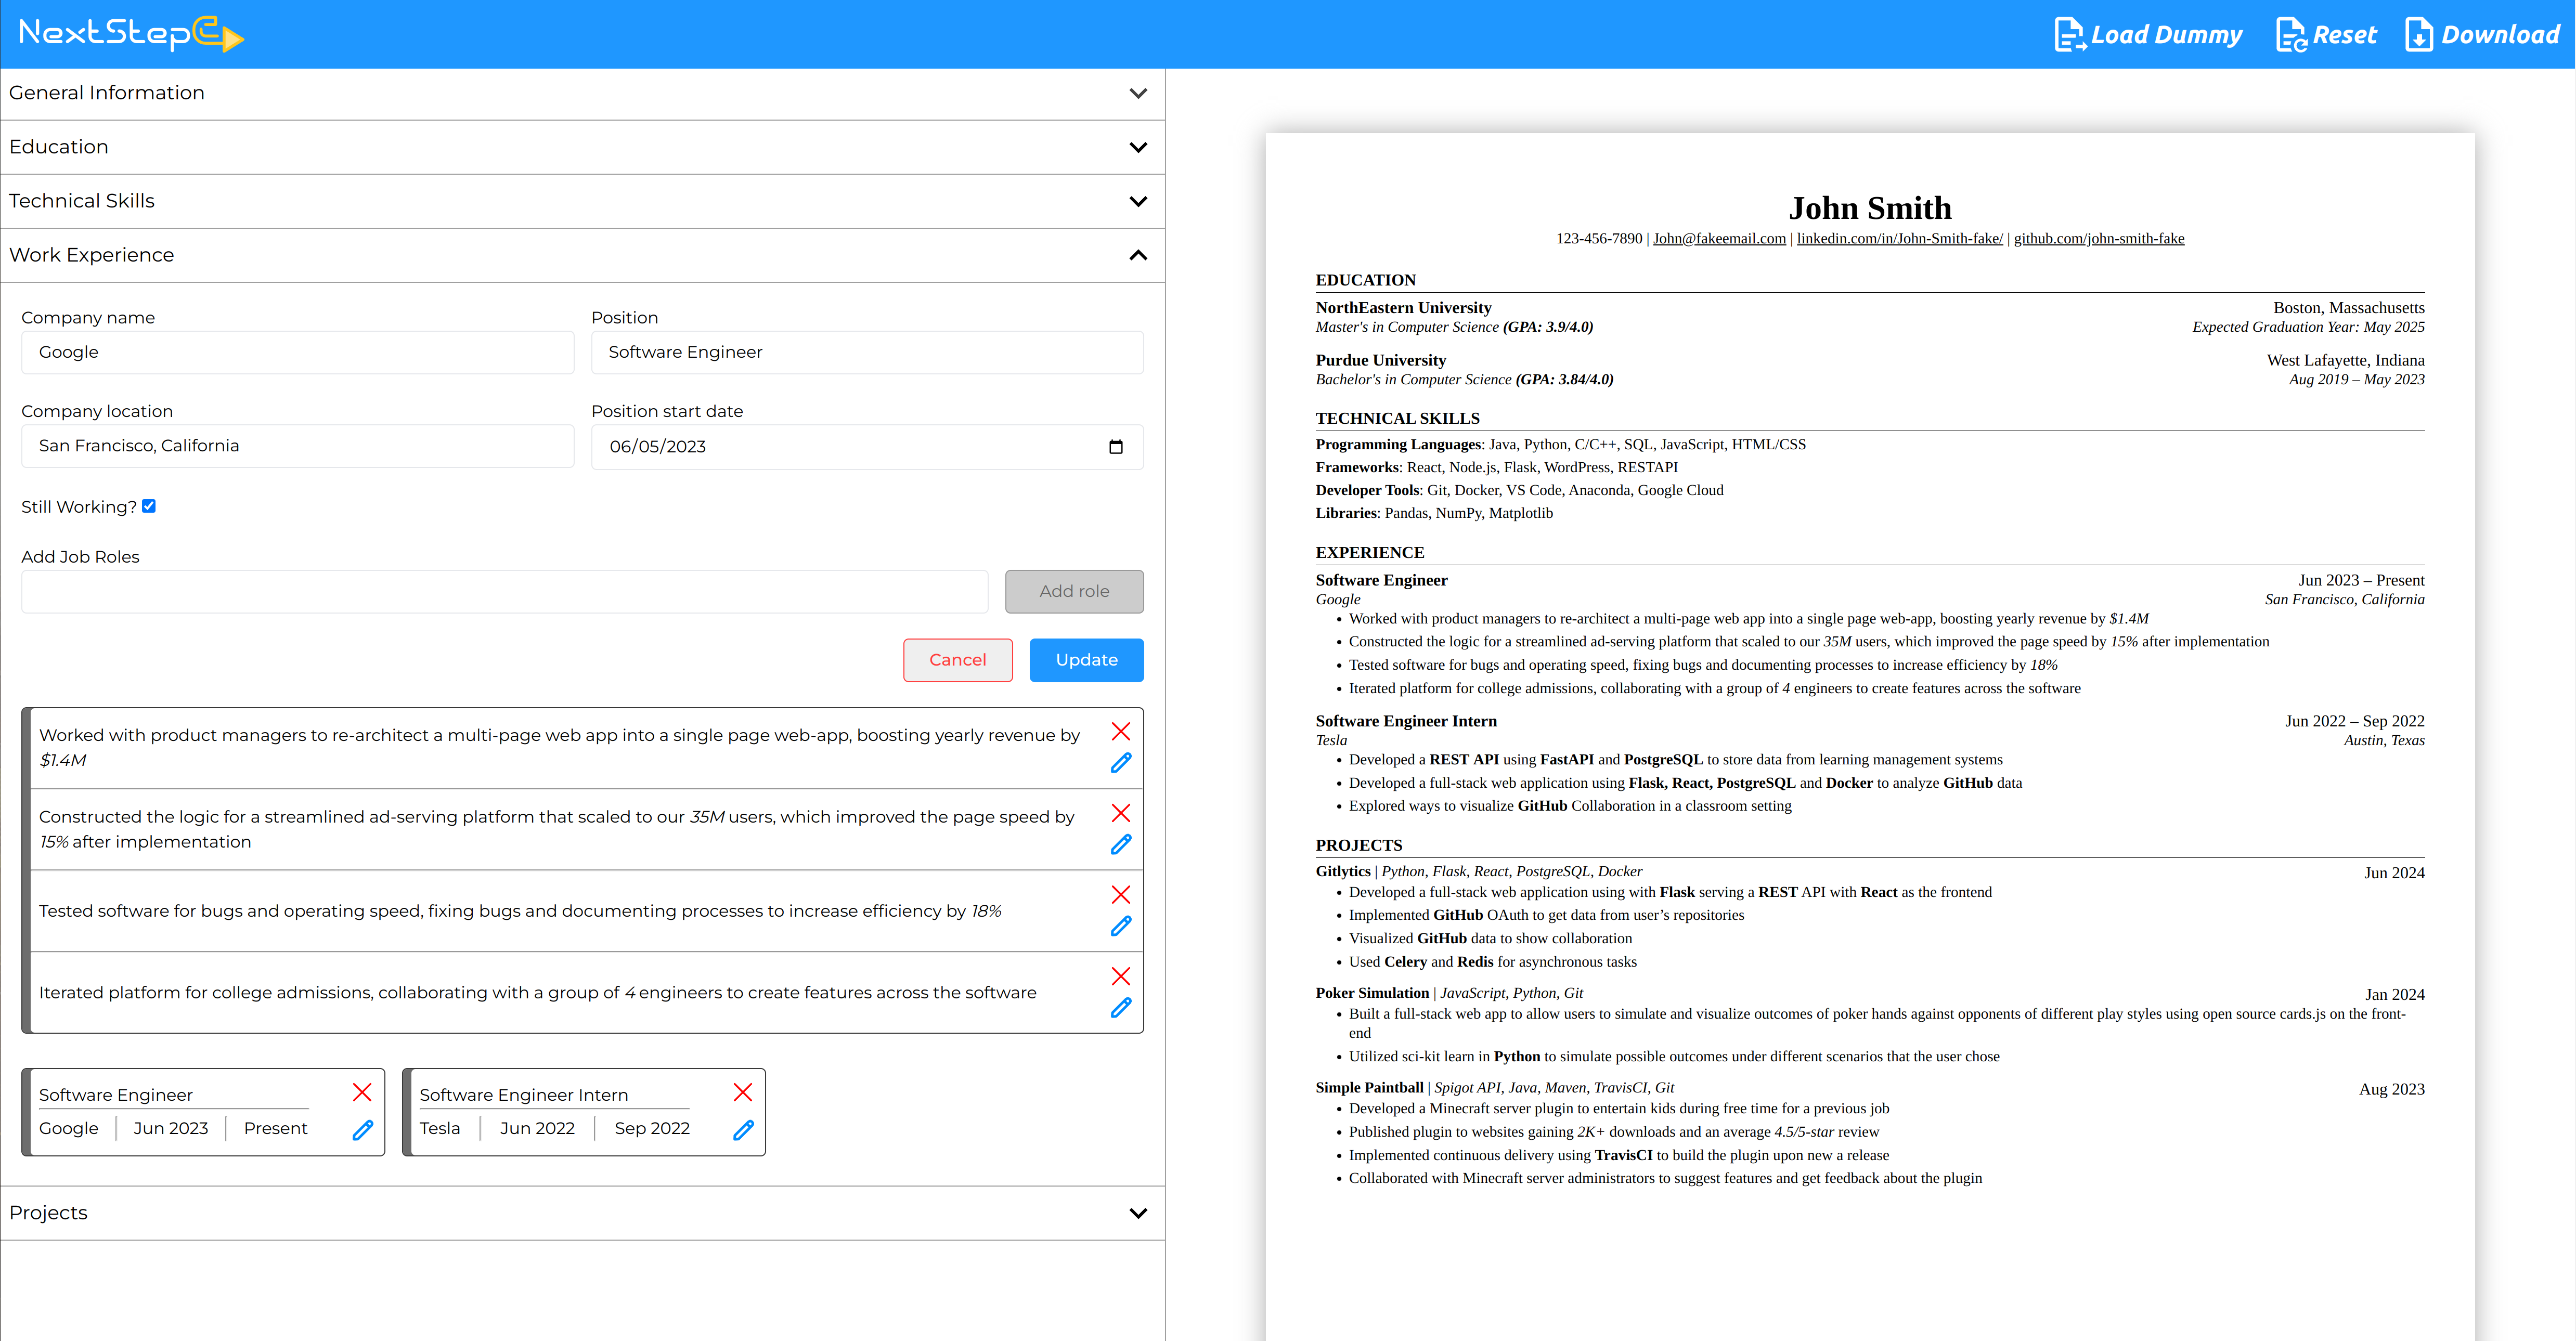 NextStep
Load Dummy
Reset
Download
General Information
Education
Technical Skills
Work Experience
Company name
Position
Google
Software Engineer
Company location
Position start date
San Francisco, California
06/05/2023
Still Working?
Add Job Roles
Add role
Cancel
Update
Worked with product managers to re-architect a multi-page web app into a single page web-app, boosting yearly revenue by
$1.4M
Constructed the logic for a streamlined ad-serving platform that scaled to our 35M users, which improved the page speed by
15% after implementation
Tested software for bugs and operating speed, fixing bugs and documenting processes to increase efficiency by 18%
Iterated platform for college admissions, collaborating with a group of 4 engineers to create features across the software
Software Engineer
Google | Jun 2023 | Present
Software Engineer Intern
Tesla | Jun 2022 | Sep 2022
Projects
John Smith
123-456-7890 | John@fakeemail.com | linkedin.com/in/John-Smith-fake/ | github.com/john-smith-fake
EDUCATION
NorthEastern University Boston, Massachusetts
Master's in Computer Science (GPA: 3.9/4.0) Expected Graduation Year: May 2025
Purdue University West Lafayette, Indiana
Bachelor's in Computer Science (GPA: 3.84/4.0) Aug 2019 – May 2023
TECHNICAL SKILLS
Programming Languages: Java, Python, C/C++, SQL, JavaScript, HTML/CSS
Frameworks: React, Node.js, Flask, WordPress, RESTAPI
Developer Tools: Git, Docker, VS Code, Anaconda, Google Cloud
Libraries: Pandas, NumPy, Matplotlib
EXPERIENCE
Software Engineer Jun 2023 – Present
Google San Francisco, California
• Worked with product managers to re-architect a multi-page web app into a single page web-app, boosting yearly revenue by $1.4M
• Constructed the logic for a streamlined ad-serving platform that scaled to our 35M users, which improved the page speed by 15% after implementation
• Tested software for bugs and operating speed, fixing bugs and documenting processes to increase efficiency by 18%
• Iterated platform for college admissions, collaborating with a group of 4 engineers to create features across the software
Software Engineer Intern Jun 2022 – Sep 2022
Tesla Austin, Texas
• Developed a REST API using FastAPI and PostgreSQL to store data from learning management systems
• Developed a full-stack web application using Flask, React, PostgreSQL and Docker to analyze GitHub data
• Explored ways to visualize GitHub Collaboration in a classroom setting
PROJECTS
Gitlytics | Python, Flask, React, PostgreSQL, Docker Jun 2024
• Developed a full-stack web application using with Flask serving a REST API with React as the frontend
• Implemented GitHub OAuth to get data from user’s repositories
• Visualized GitHub data to show collaboration
• Used Celery and Redis for asynchronous tasks
Poker Simulation | JavaScript, Python, Git Jan 2024
• Built a full-stack web app to allow users to simulate and visualize outcomes of poker hands against opponents of different play styles using open source cards.js on the front-
end
• Utilized sci-kit learn in Python to simulate possible outcomes under different scenarios that the user chose
Simple Paintball | Spigot API, Java, Maven, TravisCI, Git Aug 2023
• Developed a Minecraft server plugin to entertain kids during free time for a previous job
• Published plugin to websites gaining 2K+ downloads and an average 4.5/5-star review
• Implemented continuous delivery using TravisCI to build the plugin upon new a release
• Collaborated with Minecraft server administrators to suggest features and get feedback about the plugin